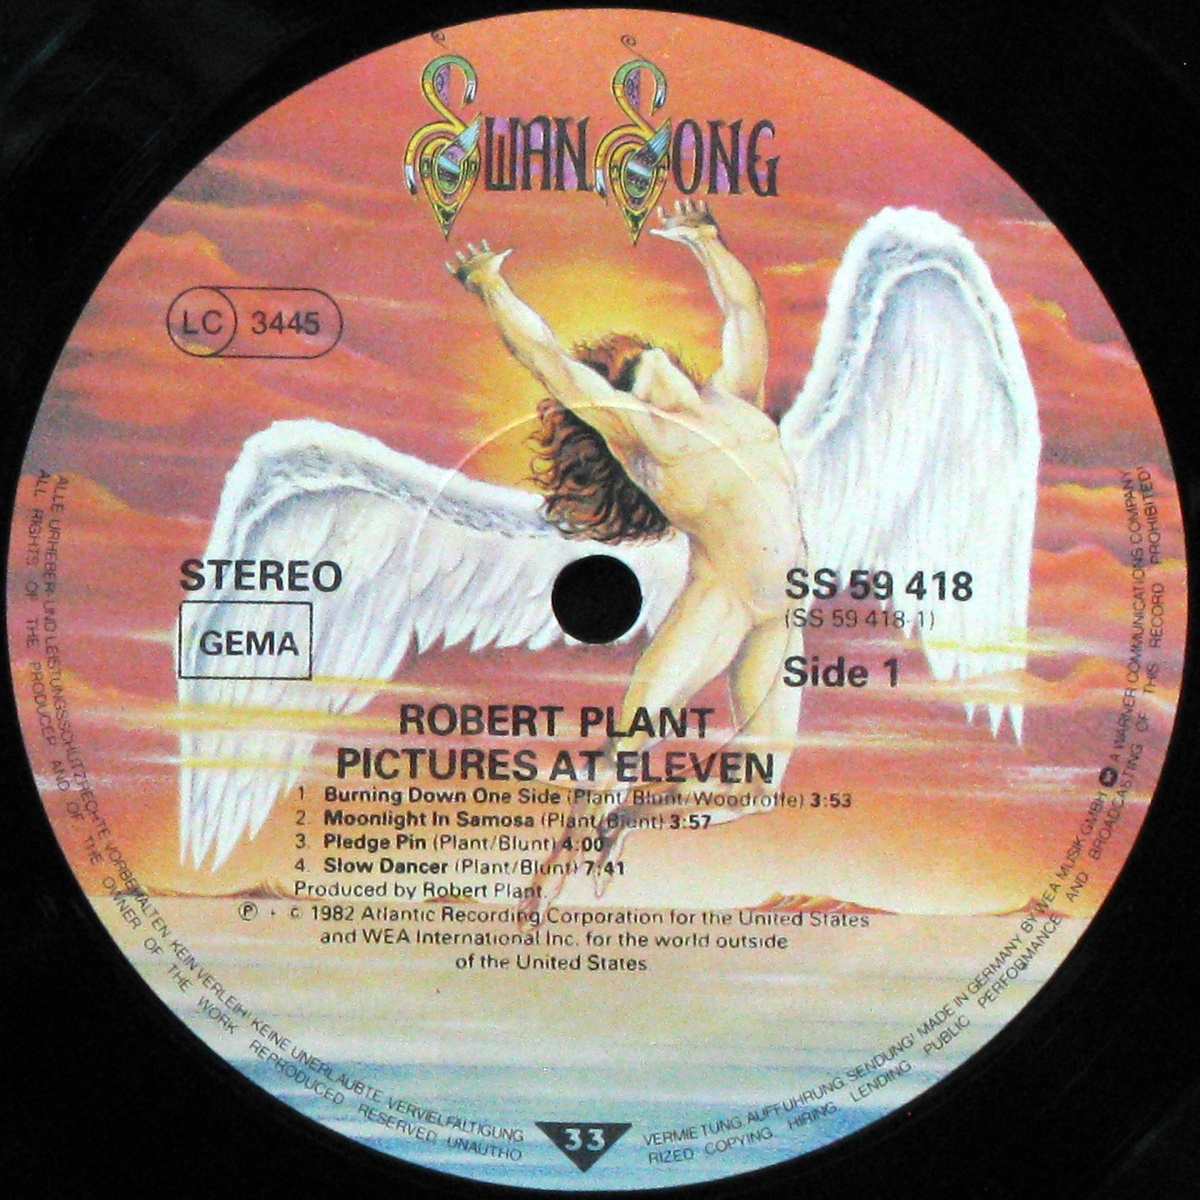 SWAN SONG
LC 3445
STEREO
GEMA
SS 59 418
(SS 59 418-1)
Side 1
ROBERT PLANT
PICTURES AT ELEVEN
1 Burning Down One Side (Plant/Blunt/Woodroffe) 3:53
2. Moonlight In Samosa (Plant/Blunt) 3:57
3. Pledge Pin (Plant/Blunt) 4:00
4. Slow Dancer (Plant/Blunt) 7:41
Produced by Robert Plant.
℗ + © 1982 Atlantic Recording Corporation for the United States
and WEA International Inc. for the world outside
of the United States
ALLE URHEBER- UND LEISTUNGSSCHUTZRECHTE VORBEHALTEN KEIN VERLEIH! KEINE UNERLAUBTE VERVIELFÄLTIGUNG
VERMIETUNG, AUFFÜHRUNG, SENDUNG! MADE IN GERMANY BY WEA MUSIK GMBH A WARNER COMMUNICATIONS COMPANY
ALL RIGHTS OF THE PRODUCER AND OF THE OWNER OF THE WORK REPRODUCED RESERVED UNAUTHO
RIZED COPYING, HIRING, LENDING PUBLIC PERFORMANCE AND BROADCASTING OF THIS RECORD PROHIBITED!
33